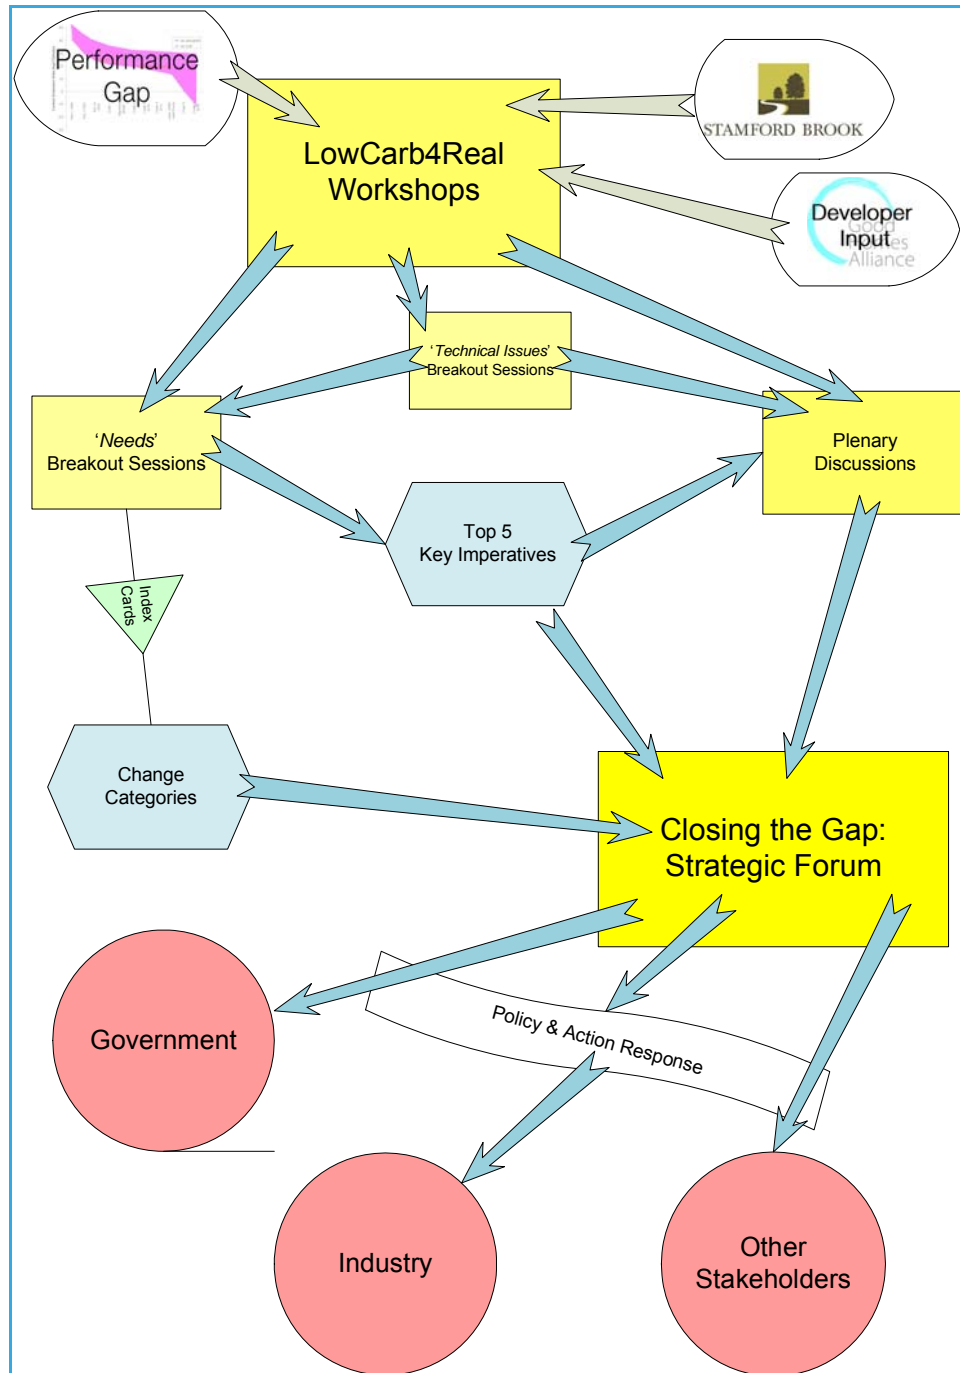 Performance
Gap
STAMFORD BROOK
LowCarb4Real
Workshops
Developer
Input
Good
Homes
Alliance
'Technical Issues'
Breakout Sessions
'Needs'
Breakout Sessions
Plenary
Discussions
Top 5
Key Imperatives
Index
Cards
Change
Categories
Closing the Gap:
Strategic Forum
Government
Policy & Action Response
Industry
Other
Stakeholders